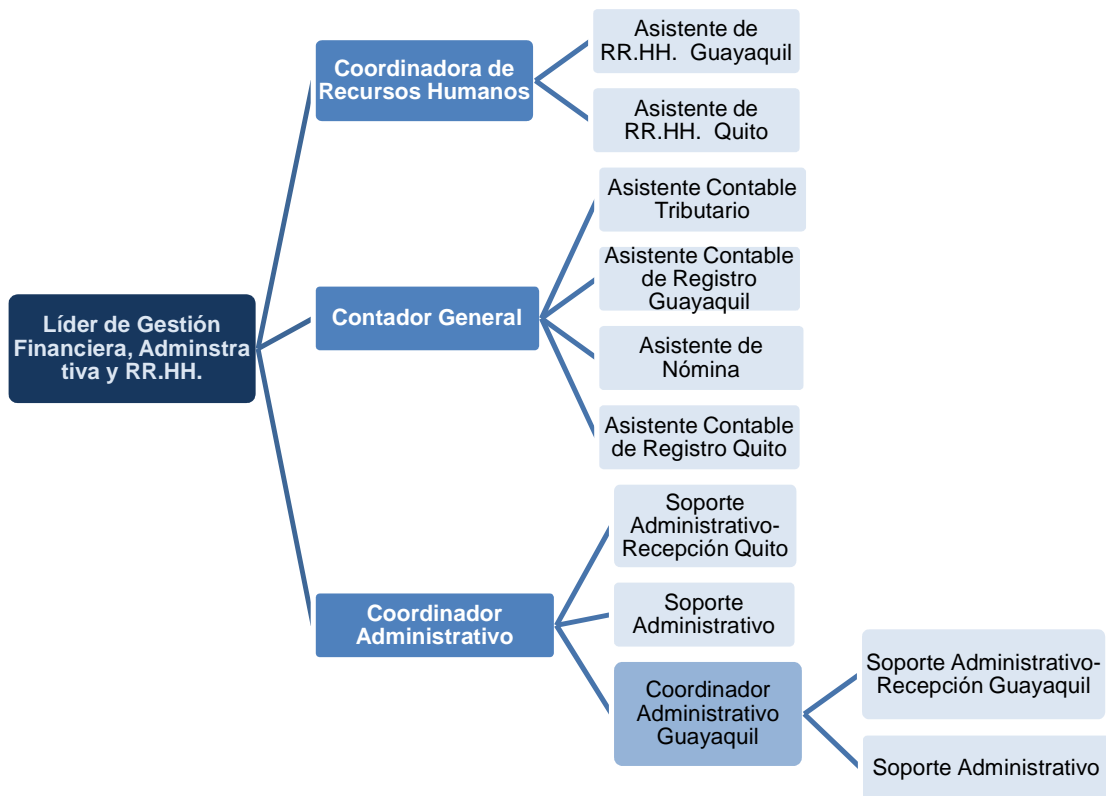 Líder de Gestión
Financiera, Adminstra
tiva y RR.HH.
Coordinadora de
Recursos Humanos
Asistente de
RR.HH. Guayaquil
Asistente de
RR.HH. Quito
Contador General
Asistente Contable
Tributario
Asistente Contable
de Registro
Guayaquil
Asistente de
Nómina
Asistente Contable
de Registro Quito
Coordinador
Administrativo
Soporte
Administrativo-
Recepción Quito
Soporte
Administrativo
Coordinador
Administrativo
Guayaquil
Soporte Administrativo-
Recepción Guayaquil
Soporte Administrativo